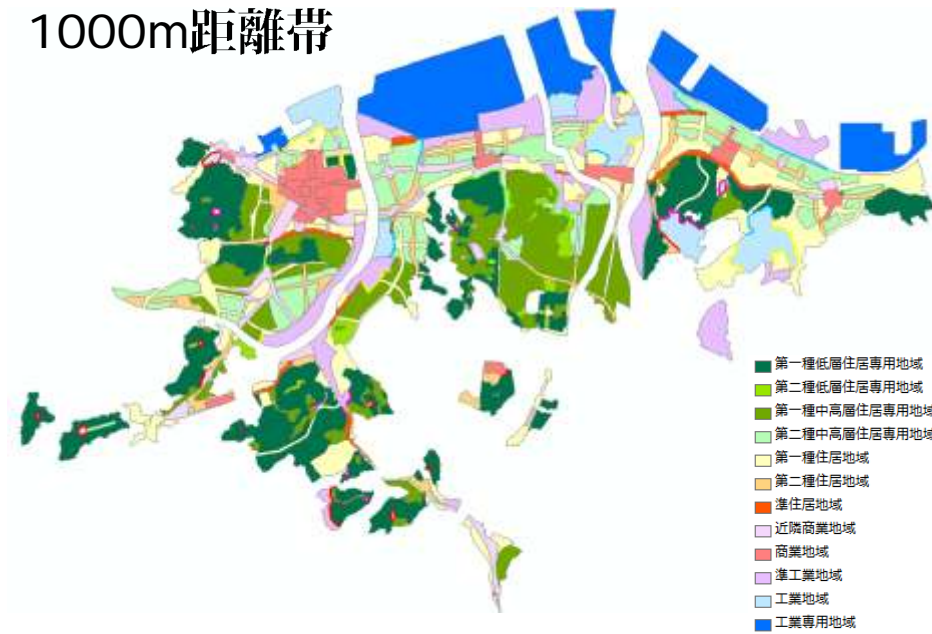 1000m距離帯
第一種低層住居専用地域
第二種低層住居専用地域
第一種中高層住居専用地域
第二種中高層住居専用地域
第一種住居地域
第二種住居地域
準住居地域
近隣商業地域
商業地域
準工業地域
工業地域
工業専用地域